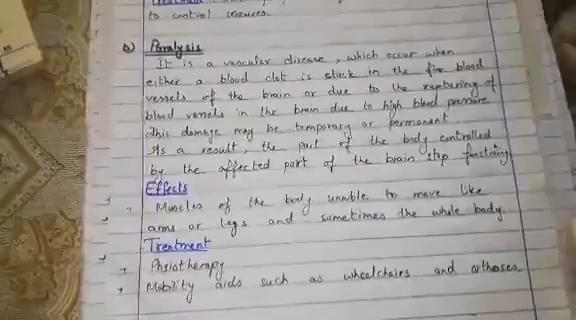 to control seizures.
b) Paralysis
It is a vascular disease, which occur when
either a blood clot is stuck in the fine blood
vessels of the brain or due to the rupturing of
blood vessels in the brain due to high blood pressure
This damage may be temporary or permanent.
As a result the part of the body controlled
by the affected part of the brain stop
Effects
→ Muscles of the body unable to move like
arms or legs and sometimes the whole body.
Treatment
→ Physiotherapy
→ Mobility aids such as wheelchairs and orthoses.